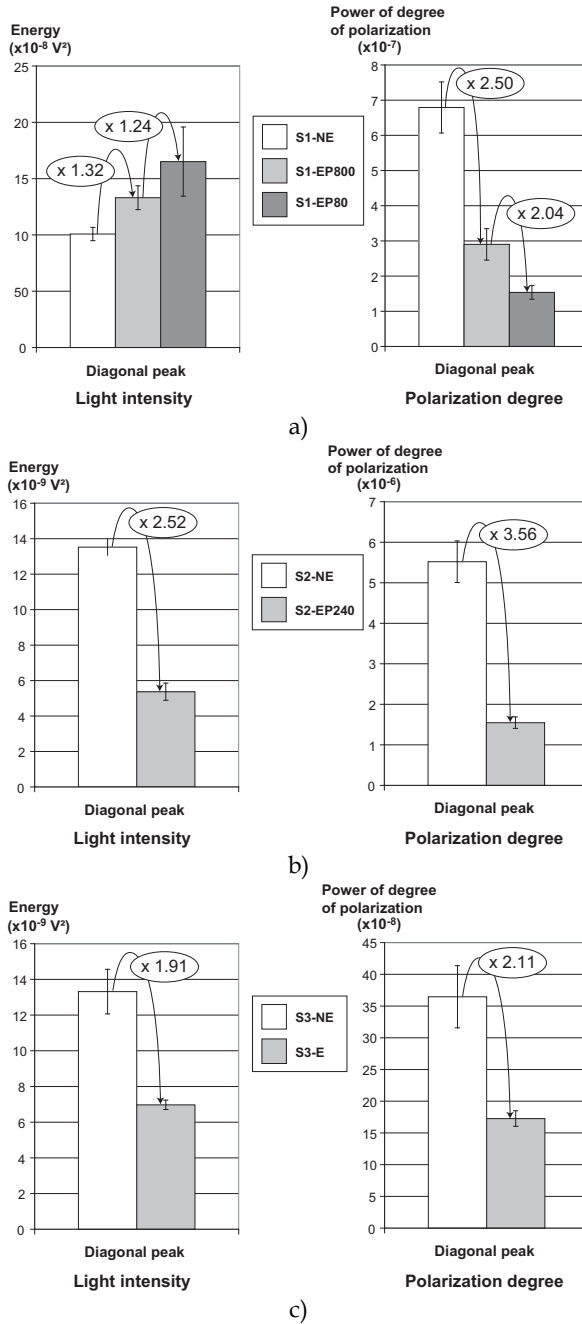 Energy
(x10⁻⁸ V²)
25
20
15
10
50
0
x 1.32
x 1.24
Diagonal peak
Light intensity
S1-NE
S1-EP800
S1-EP80
Power of degree
of polarization
(x10⁻⁷)
8
7
6
5
4
3
2
1
0
x 2.50
x 2.04
Diagonal peak
Polarization degree
a)
Energy
(x10⁻⁹ V²)
16
14
12
10
8
6
4
2
0
x 2.52
Diagonal peak
Light intensity
S2-NE
S2-EP240
Power of degree
of polarization
(x10⁻⁶)
7
6
5
4
3
2
1
0
x 3.56
Diagonal peak
Polarization degree
b)
Energy
(x10⁻⁹ V²)
16
14
12
10
8
6
4
2
0
x 1.91
Diagonal peak
Light intensity
S3-NE
S3-E
Power of degree
of polarization
(x10⁻⁸)
45
40
35
30
25
20
15
10
5
0
x 2.11
Diagonal peak
Polarization degree
c)